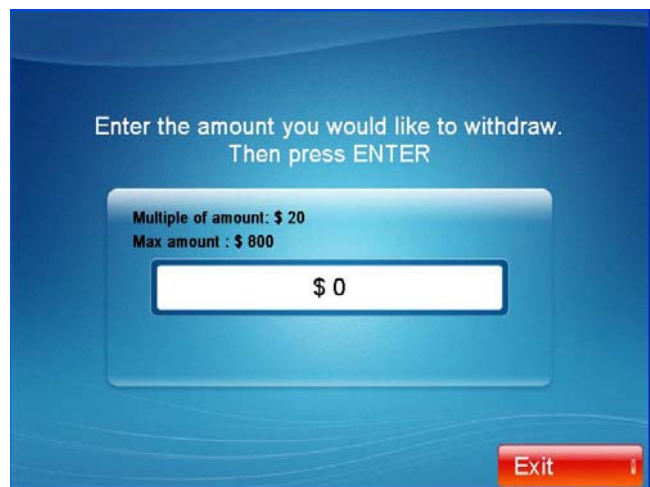 Enter the amount you would like to withdraw.
Then press ENTER
Multiple of amount: $ 20
Max amount : $ 800
$ 0
Exit